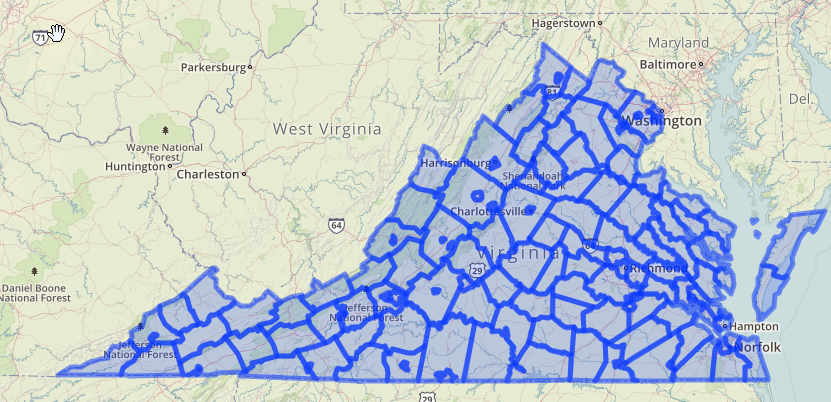 Hagerstown
71
Maryland
Parkersburg
Baltimore
81
Del.
West Virginia
Washington
Wayne National
Forest
Huntington
Harrisonburg
Charleston
Shenandoah
National Park
Charlottesville
64
Virginia
29
Richmond
Daniel Boone
National Forest
Jefferson
National Forest
Hampton
Jefferson
National Forest
Norfolk
29